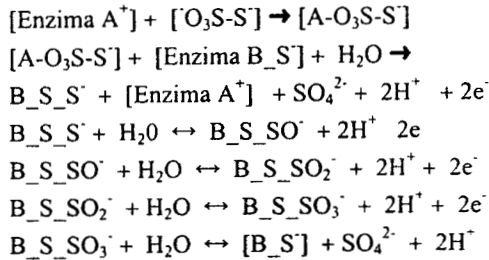 [Enzima A⁺] + [⁻O₃S-S⁻] → [A-O₃S-S⁻]
[A-O₃S-S⁻] + [Enzima B_S⁻] + H₂O →
B_S_S⁻ + [Enzima A⁺] + SO₄²⁻ + 2H⁺ + 2e⁻
B_S_S⁻ + H₂0 ↔ B_S_SO⁻ + 2H⁺ 2e
B_S_SO⁻ + H₂O ↔ B_S_SO₂⁻ + 2H⁺ + 2e⁻
B_S_SO₂⁻ + H₂O ↔ B_S_SO₃⁻ + 2H⁺ + 2e⁻
B_S_SO₃⁻ + H₂O ↔ [B_S⁻] + SO₄²⁻ + 2H⁺